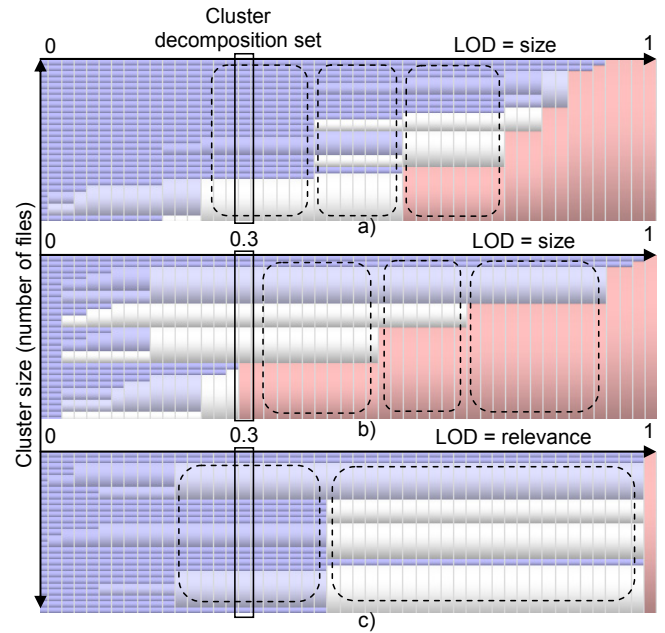 Cluster
decomposition set
0
LOD = size
1
a)
0
0.3
LOD = size
1
b)
0
0.3
LOD = relevance
1
c)
Cluster size (number of files)